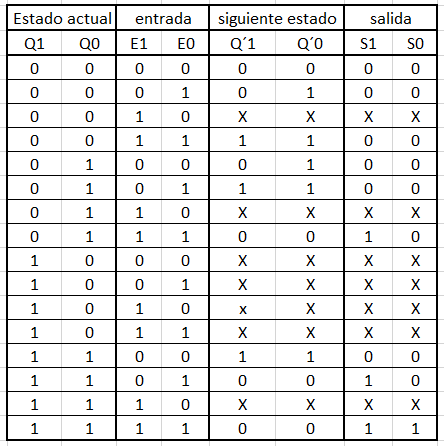 Estado actual entrada siguiente estado salida
Q1 Q0 E1 E0 Q´1 Q´0 S1 S0
0 0 0 0 0 0 0 0
0 0 0 1 0 1 0 0
0 0 1 0 X X X X
0 0 1 1 1 1 0 0
0 1 0 0 0 1 0 0
0 1 0 1 1 1 0 0
0 1 1 0 X X X X
0 1 1 1 0 0 1 0
1 0 0 0 X X X X
1 0 0 1 X X X X
1 0 1 0 x X X X
1 0 1 1 X X X X
1 1 0 0 1 1 0 0
1 1 0 1 0 0 1 0
1 1 1 0 X X X X
1 1 1 1 0 0 1 1